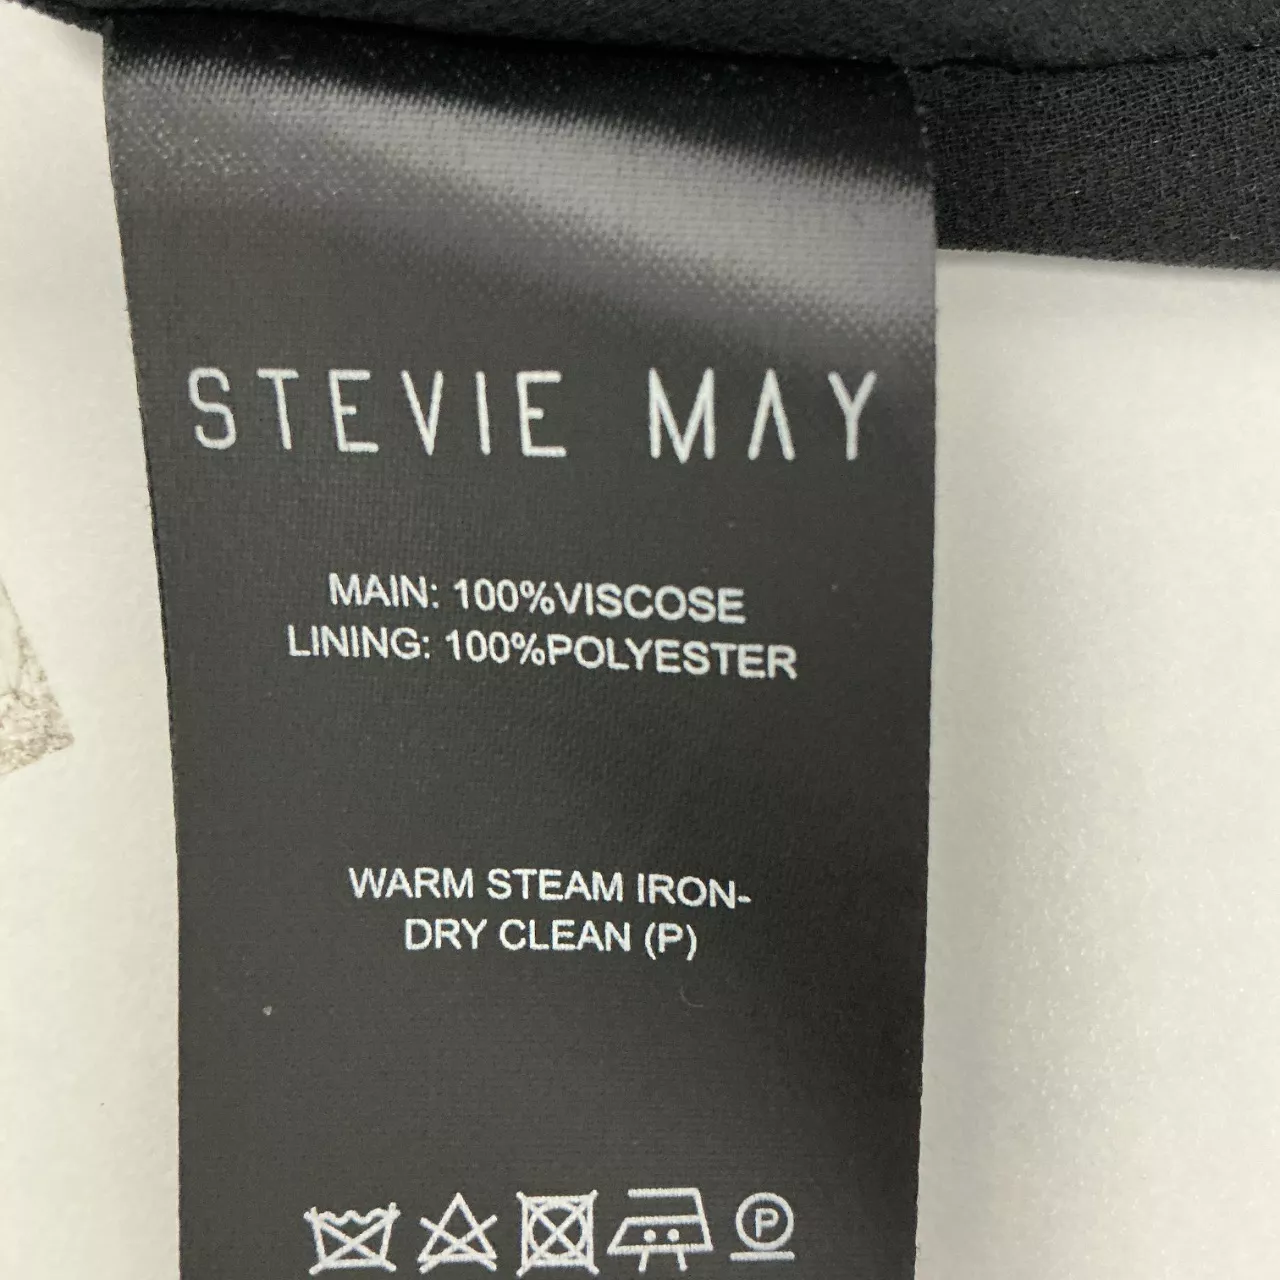 STEVIE MAY
MAIN: 100%VISCOSE
LINING: 100%POLYESTER
WARM STEAM IRON-
DRY CLEAN (P)
P